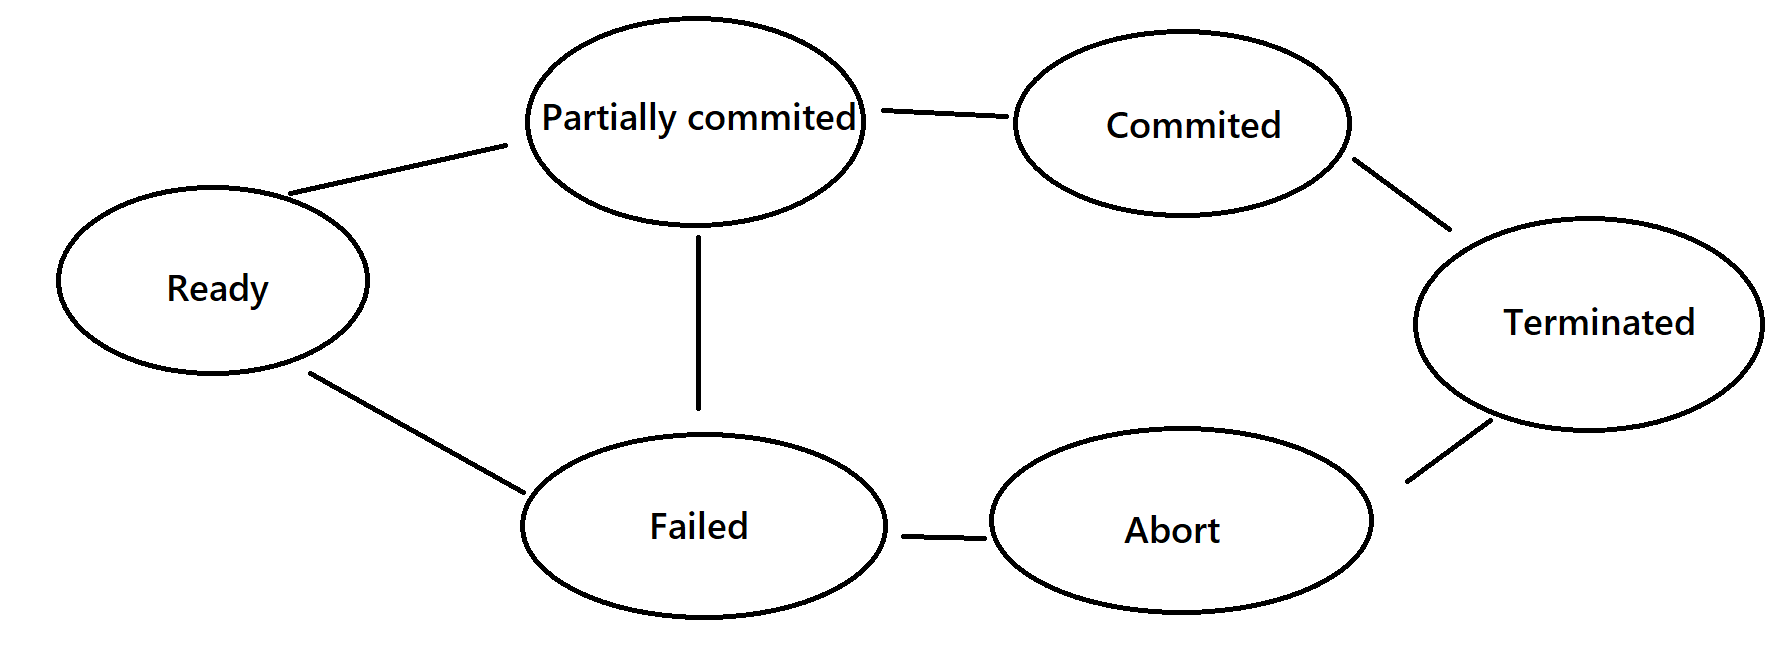 Partially commited
Commited
Ready
Terminated
Failed
Abort